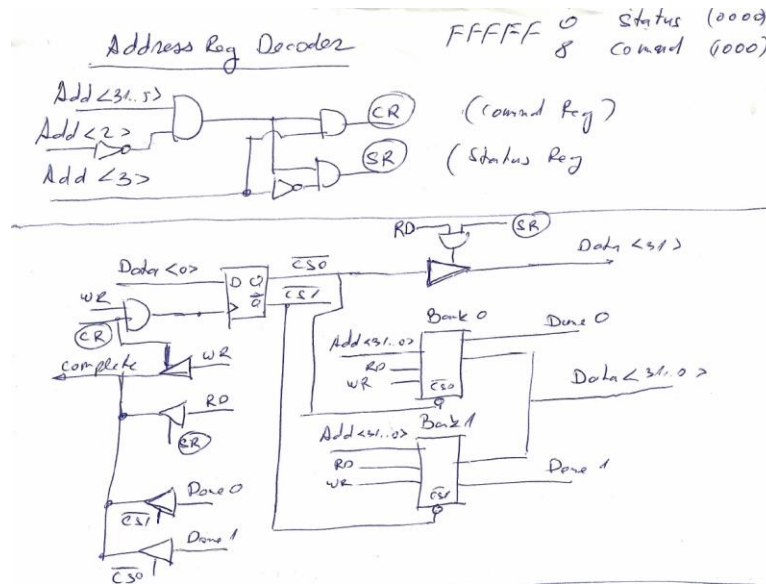 Address Reg Decoder
FFFFF 0 Status (0000)
8 Comand (1000)
Add <31..5>
Add <2>
Add <3>
CR (Comand Reg)
SR (Status Reg
RD
SR
Data <31>
Data <0>
D Q
Q
CS0
CS1
WR
CR
complete
WR
RD
SR
Done 0
CS1
Done 1
CS0
Bank 0
Add <31..0>
RD
WR
CS0
Done 0
Data <31..0>
Bank 1
Add <31..0>
RD
WR
CS1
Done 1